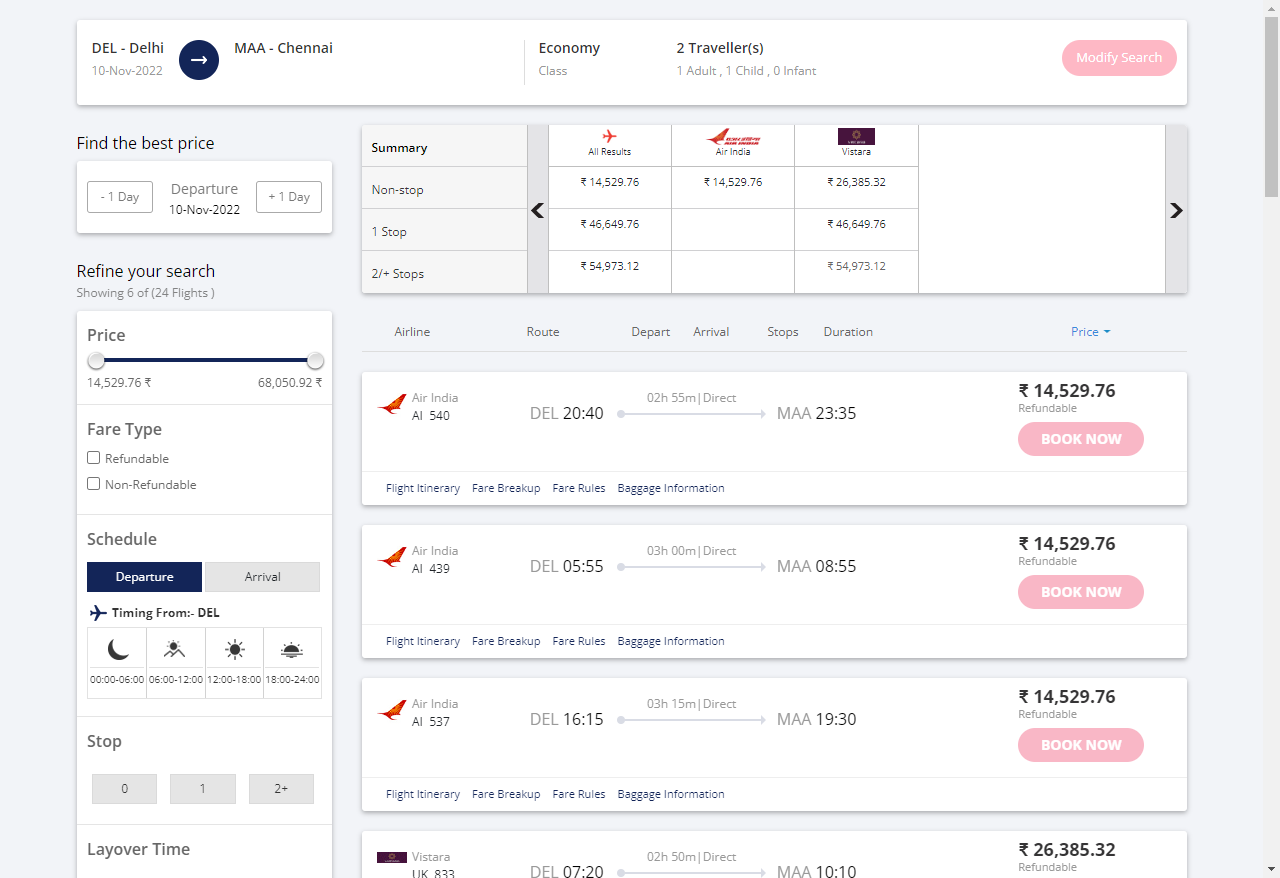 DEL - Delhi
10-Nov-2022
MAA - Chennai
Economy
Class
2 Traveller(s)
1 Adult , 1 Child , 0 Infant
Modify Search
Find the best price
- 1 Day
Departure
10-Nov-2022
+ 1 Day
Refine your search
Showing 6 of (24 Flights )
Price
14,529.76 ₹ 68,050.92 ₹
Fare Type
Refundable
Non-Refundable
Schedule
Departure Arrival
Timing From:- DEL
00:00-06:00 06:00-12:00 12:00-18:00 18:00-24:00
Stop
0 1 2+
Layover Time
Summary All Results Air India Vistara
Non-stop ₹ 14,529.76 ₹ 14,529.76 ₹ 26,385.32
1 Stop ₹ 46,649.76 ₹ 46,649.76
2/+ Stops ₹ 54,973.12 ₹ 54,973.12
Airline Route Depart Arrival Stops Duration Price
Air India
AI 540
DEL 20:40
02h 55m|Direct
MAA 23:35
₹ 14,529.76
Refundable
BOOK NOW
Flight Itinerary Fare Breakup Fare Rules Baggage Information
Air India
AI 439
DEL 05:55
03h 00m|Direct
MAA 08:55
₹ 14,529.76
Refundable
BOOK NOW
Flight Itinerary Fare Breakup Fare Rules Baggage Information
Air India
AI 537
DEL 16:15
03h 15m|Direct
MAA 19:30
₹ 14,529.76
Refundable
BOOK NOW
Flight Itinerary Fare Breakup Fare Rules Baggage Information
Vistara
UK 833
DEL 07:20
02h 50m|Direct
MAA 10:10
₹ 26,385.32
Refundable